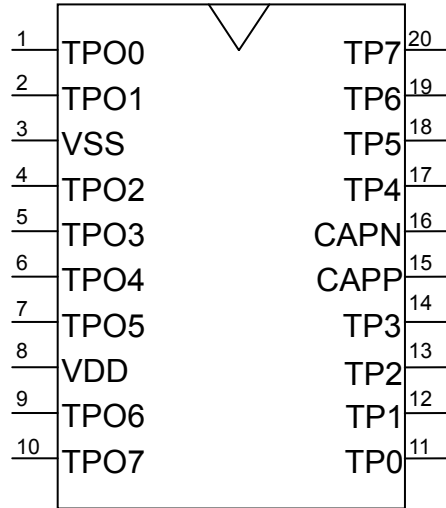 1 TPO0 TP7 20
2 TPO1 TP6 19
3 VSS TP5 18
4 TPO2 TP4 17
5 TPO3 CAPN 16
6 TPO4 CAPP 15
7 TPO5 TP3 14
8 VDD TP2 13
9 TPO6 TP1 12
10 TPO7 TP0 11